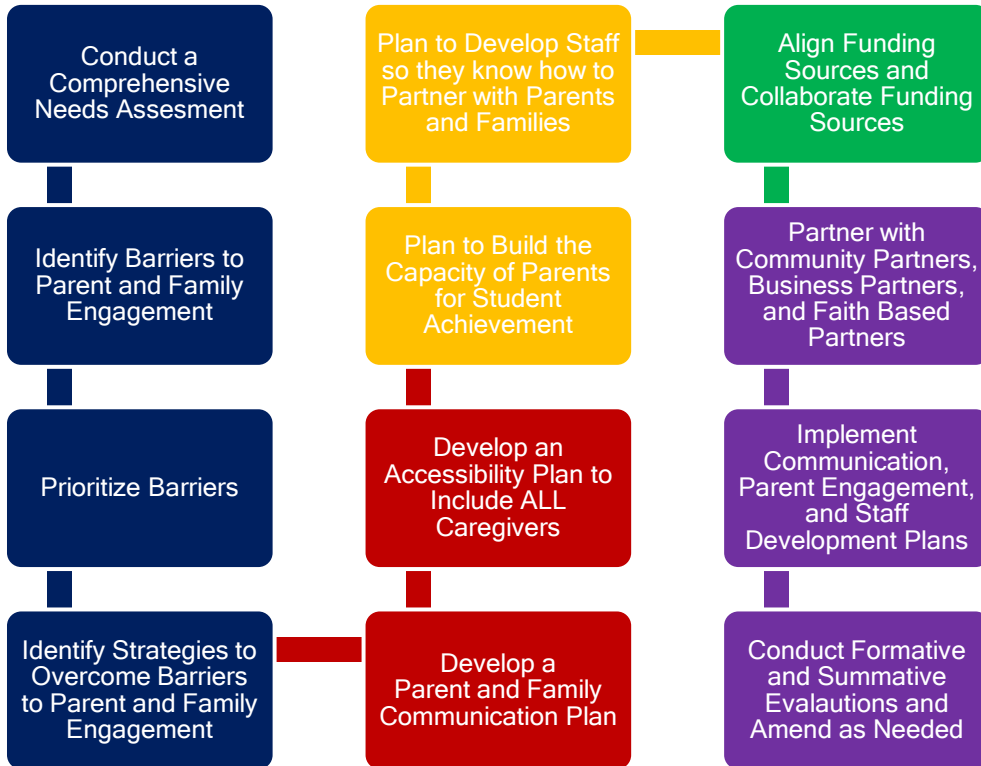 Conduct a
Comprehensive
Needs Assesment
Identify Barriers to
Parent and Family
Engagement
Prioritize Barriers
Identify Strategies to
Overcome Barriers
to Parent and Family
Engagement
Develop a
Parent and Family
Communication Plan
Develop an
Accessibility Plan to
Include ALL
Caregivers
Plan to Build the
Capacity of Parents
for Student
Achievement
Plan to Develop Staff
so they know how to
Partner with Parents
and Families
Align Funding
Sources and
Collaborate Funding
Sources
Partner with
Community Partners,
Business Partners,
and Faith Based
Partners
Implement
Communication,
Parent Engagement,
and Staff
Development Plans
Conduct Formative
and Summative
Evalautions and
Amend as Needed